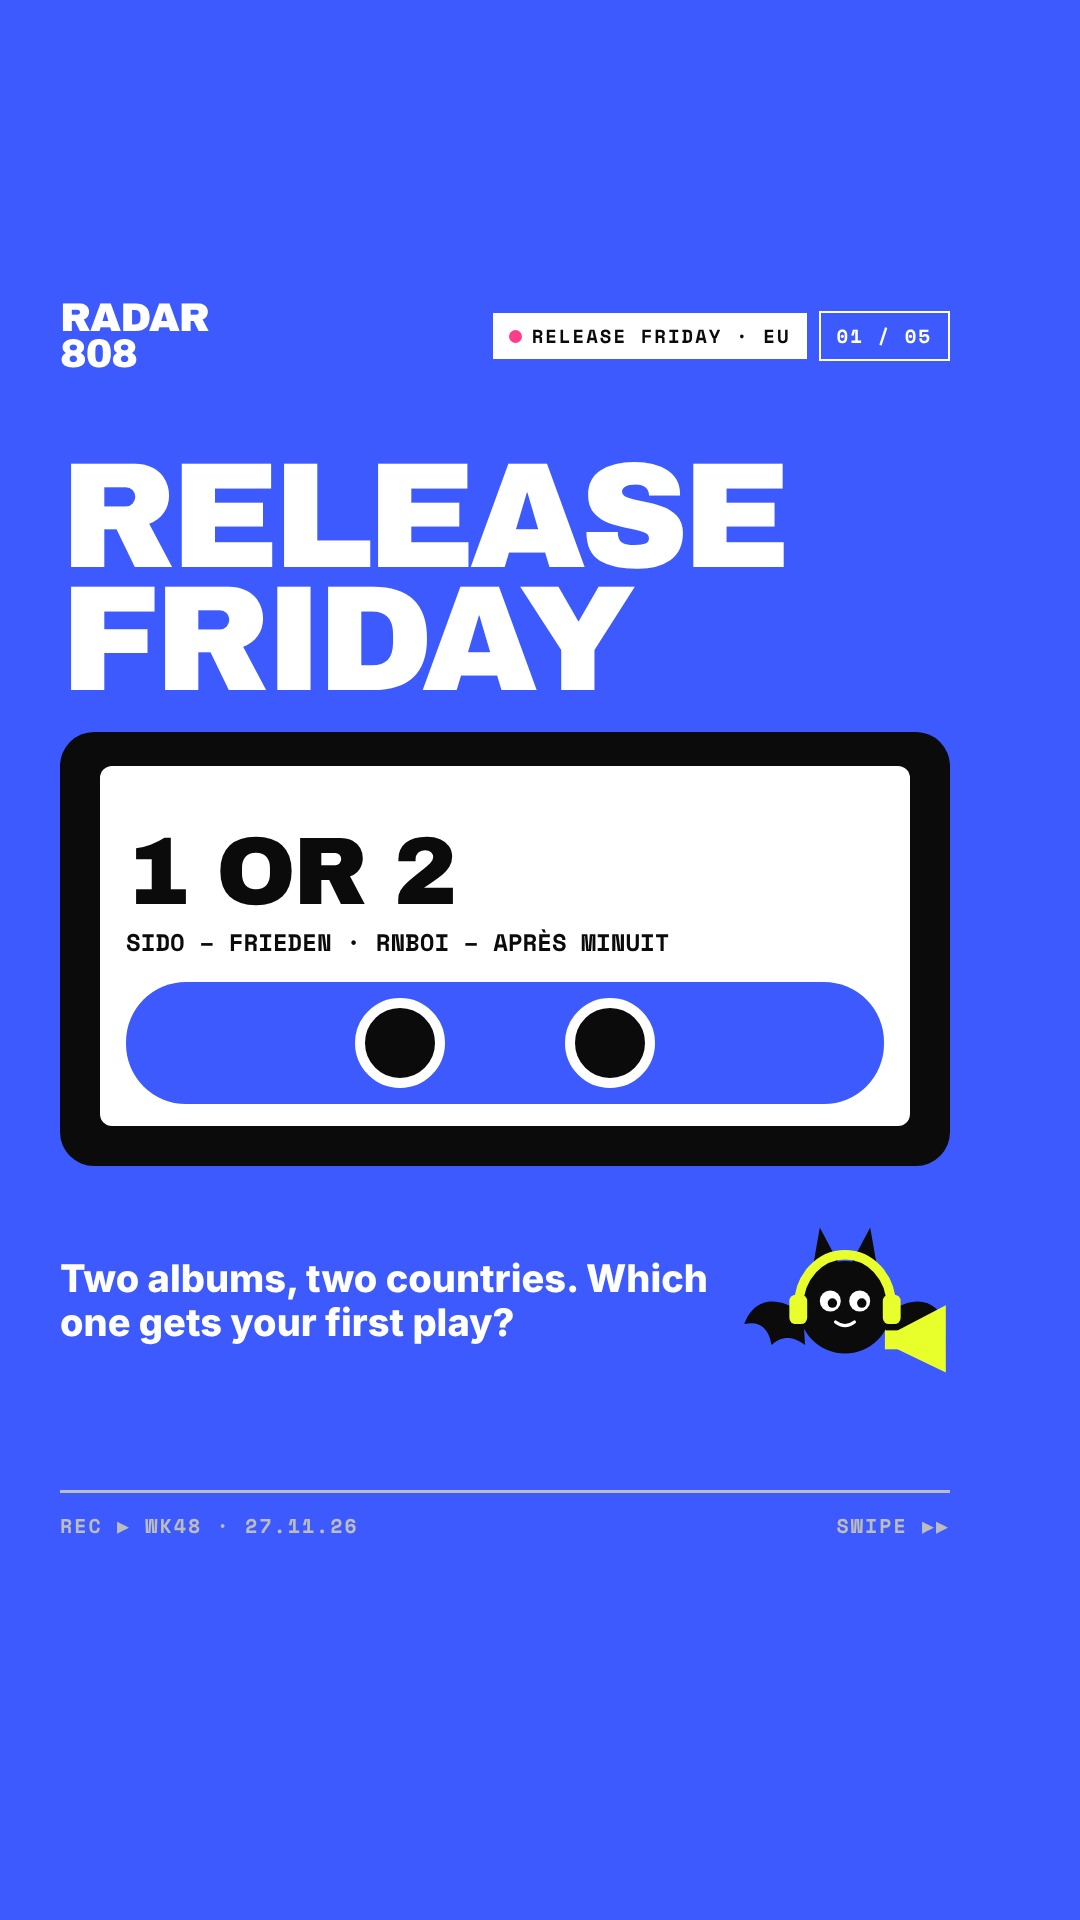 RADAR
808
RELEASE FRIDAY · EU
01 / 05
RELEASE
FRIDAY
1 OR 2
SIDO – FRIEDEN · RNBOI – APRÈS MINUIT
Two albums, two countries. Which
one gets your first play?
REC ▶ WK48 · 27.11.26
SWIPE ▶▶